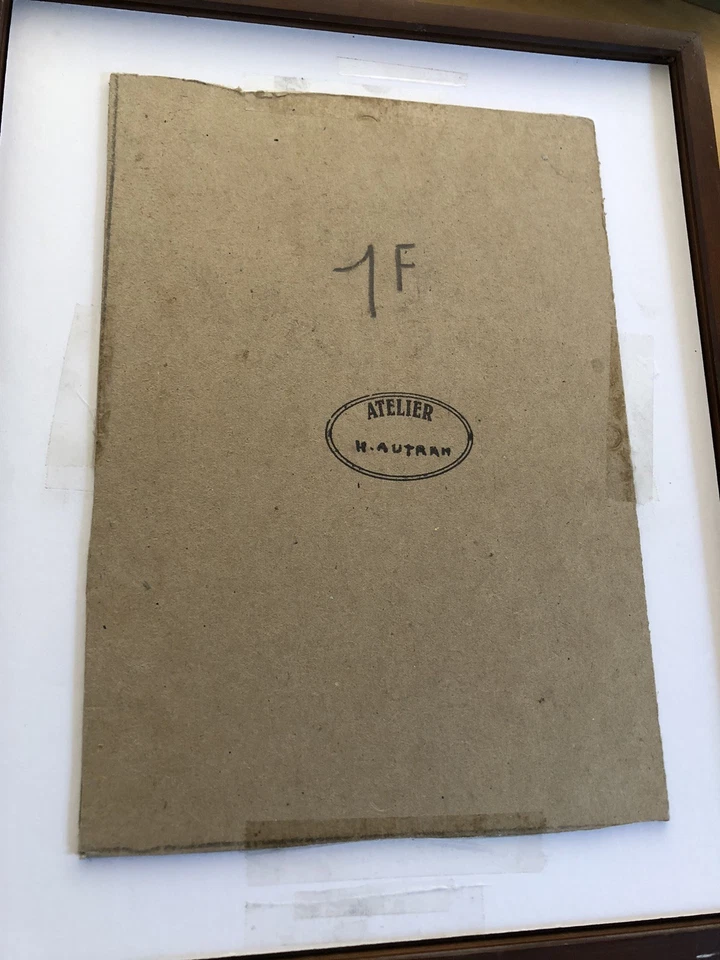 1F
ATELIER
H. AUTRAN